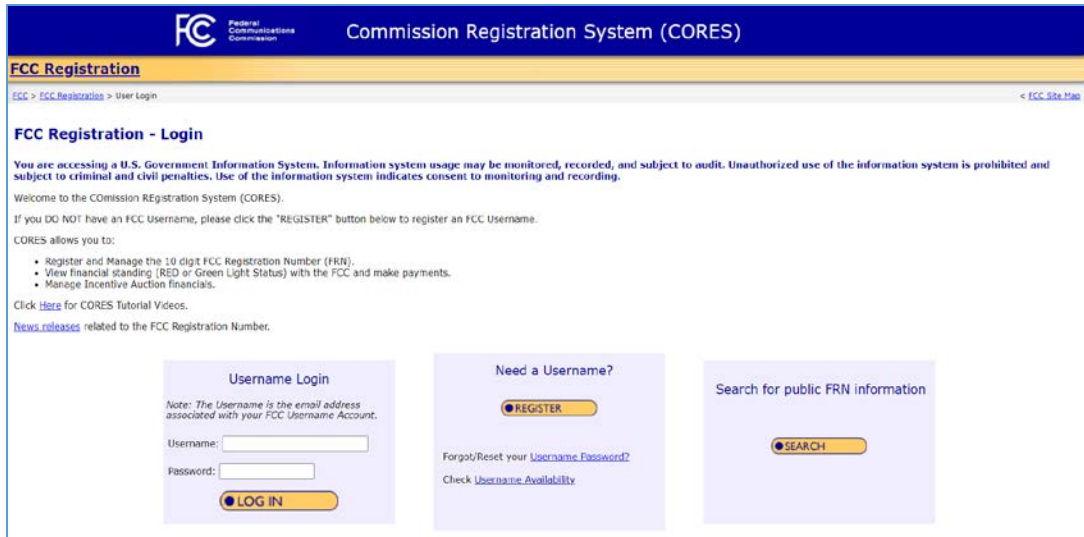 FCC Federal Communications Commission
Commission Registration System (CORES)
FCC Registration
FCC > FCC Registration > User Login
< FCC Site Map
FCC Registration - Login
You are accessing a U.S. Government Information System. Information system usage may be monitored, recorded, and subject to audit. Unauthorized use of the information system is prohibited and
subject to criminal and civil penalties. Use of the information system indicates consent to monitoring and recording.
Welcome to the COmission REgistration System (CORES).
If you DO NOT have an FCC Username, please click the "REGISTER" button below to register an FCC Username.
CORES allows you to:
• Register and Manage the 10 digit FCC Registration Number (FRN).
• View financial standing (RED or Green Light Status) with the FCC and make payments.
• Manage Incentive Auction financials.
Click Here for CORES Tutorial Videos.
News releases related to the FCC Registration Number.
Username Login
Note: The Username is the email address
associated with your FCC Username Account.
Username:
Password:
LOG IN
Need a Username?
REGISTER
Forgot/Reset your Username Password?
Check Username Availability
Search for public FRN information
SEARCH